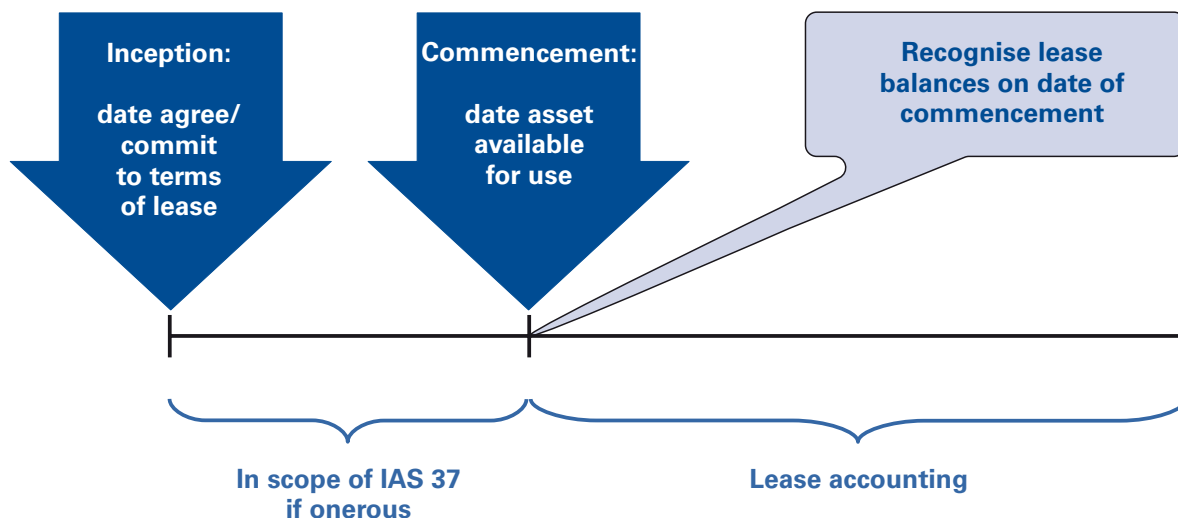 Inception:
date agree/
commit
to terms
of lease
Commencement:
date asset
available
for use
Recognise lease
balances on date of
commencement
In scope of IAS 37
if onerous
Lease accounting